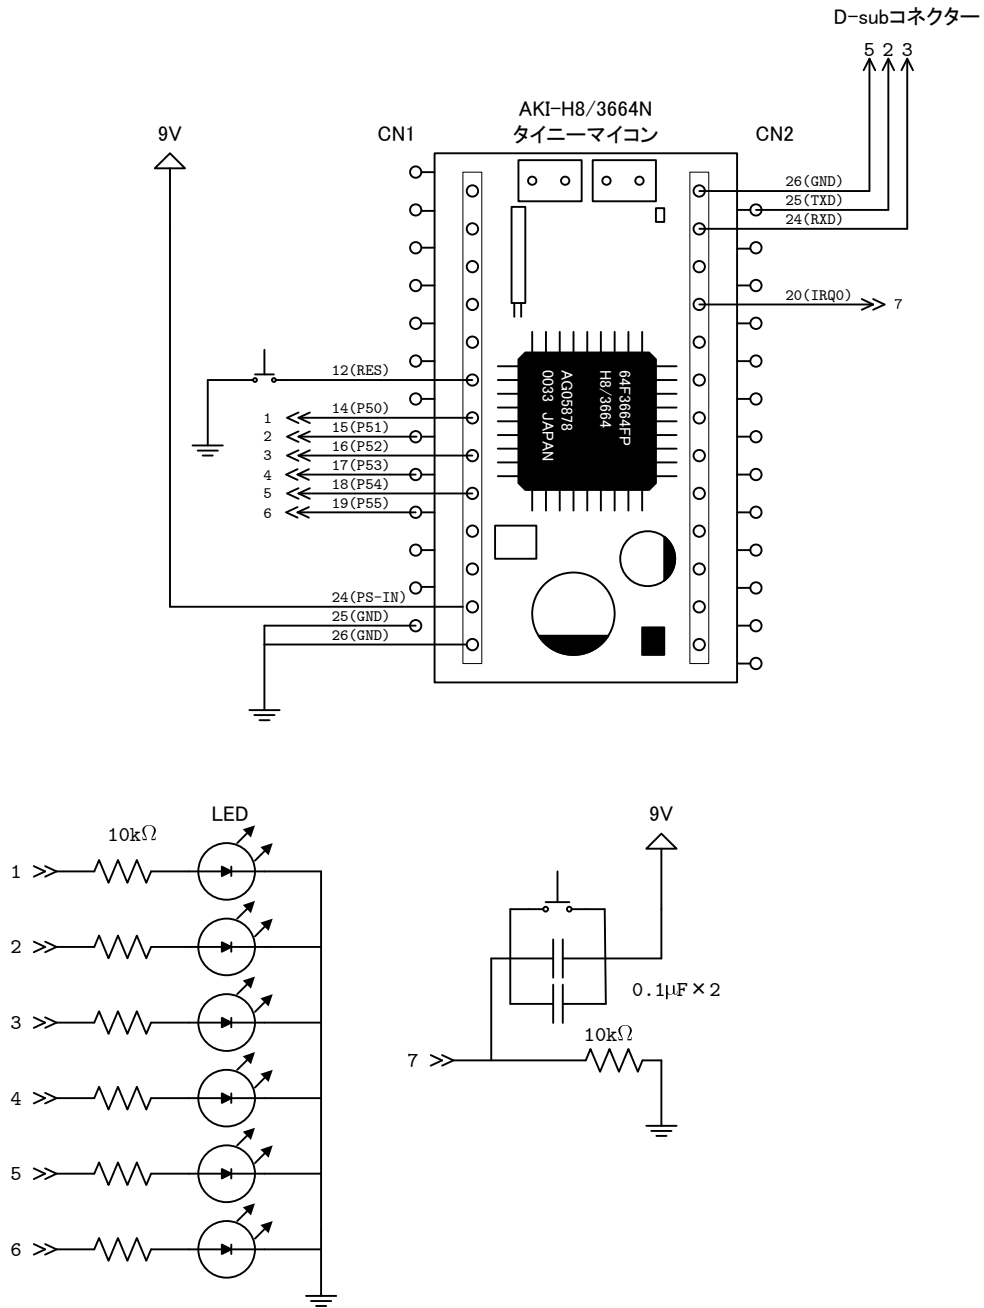 D-subコネクター
5 2 3
AKI-H8/3664N
タイニーマイコン
9V
CN1
CN2
26(GND)
25(TXD)
24(RXD)
20(IRQ0)
7
12(RES)
1
14(P50)
2
15(P51)
3
16(P52)
4
17(P53)
5
18(P54)
6
19(P55)
64F3664FP
H8/3664
AG05878
0033 JAPAN
24(PS-IN)
25(GND)
26(GND)
LED
10kΩ
1
2
3
4
5
6
9V
0.1μF×2
10kΩ
7